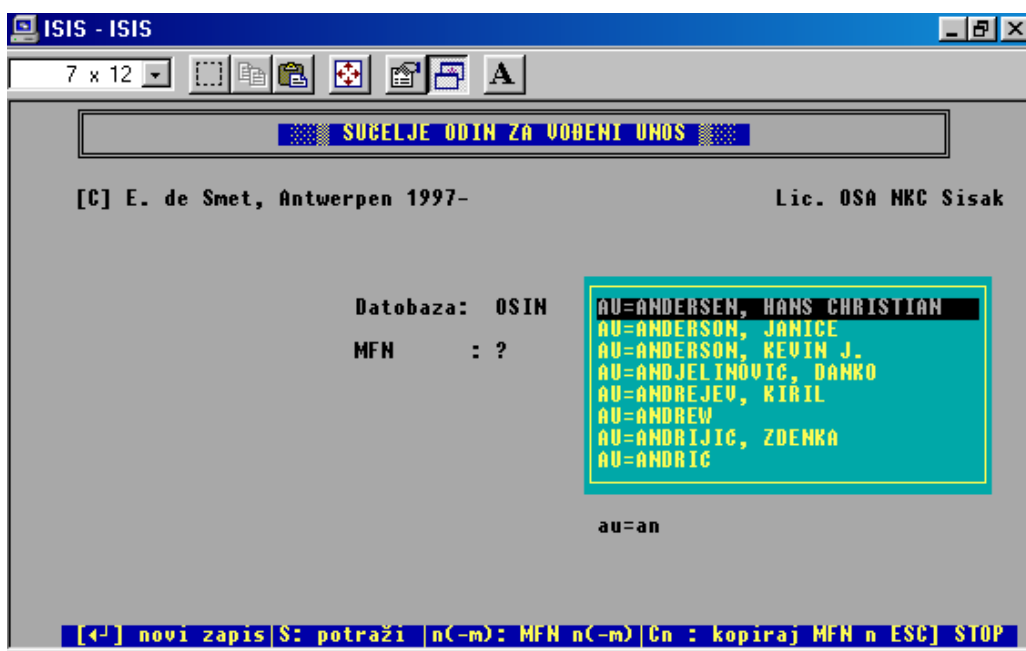 ISIS - ISIS
7 x 12 A
SUČELJE ODIN ZA VOĐENI UNOS
[C] E. de Smet, Antwerpen 1997- Lic. OSA NKC Sisak
Datobaza: OSIN
MFN : ?
AU=ANDERSEN, HANS CHRISTIAN
AU=ANDERSON, JANICE
AU=ANDERSON, KEVIN J.
AU=ANDJELINOVIĆ, DANKO
AU=ANDREJEV, KIRIL
AU=ANDREW
AU=ANDRIJIĆ, ZDENKA
AU=ANDRIĆ
au=an
[↵] novi zapis|S: potraži |n(-m): MFN n(-m)|Cn : kopiraj MFN n ESC] STOP